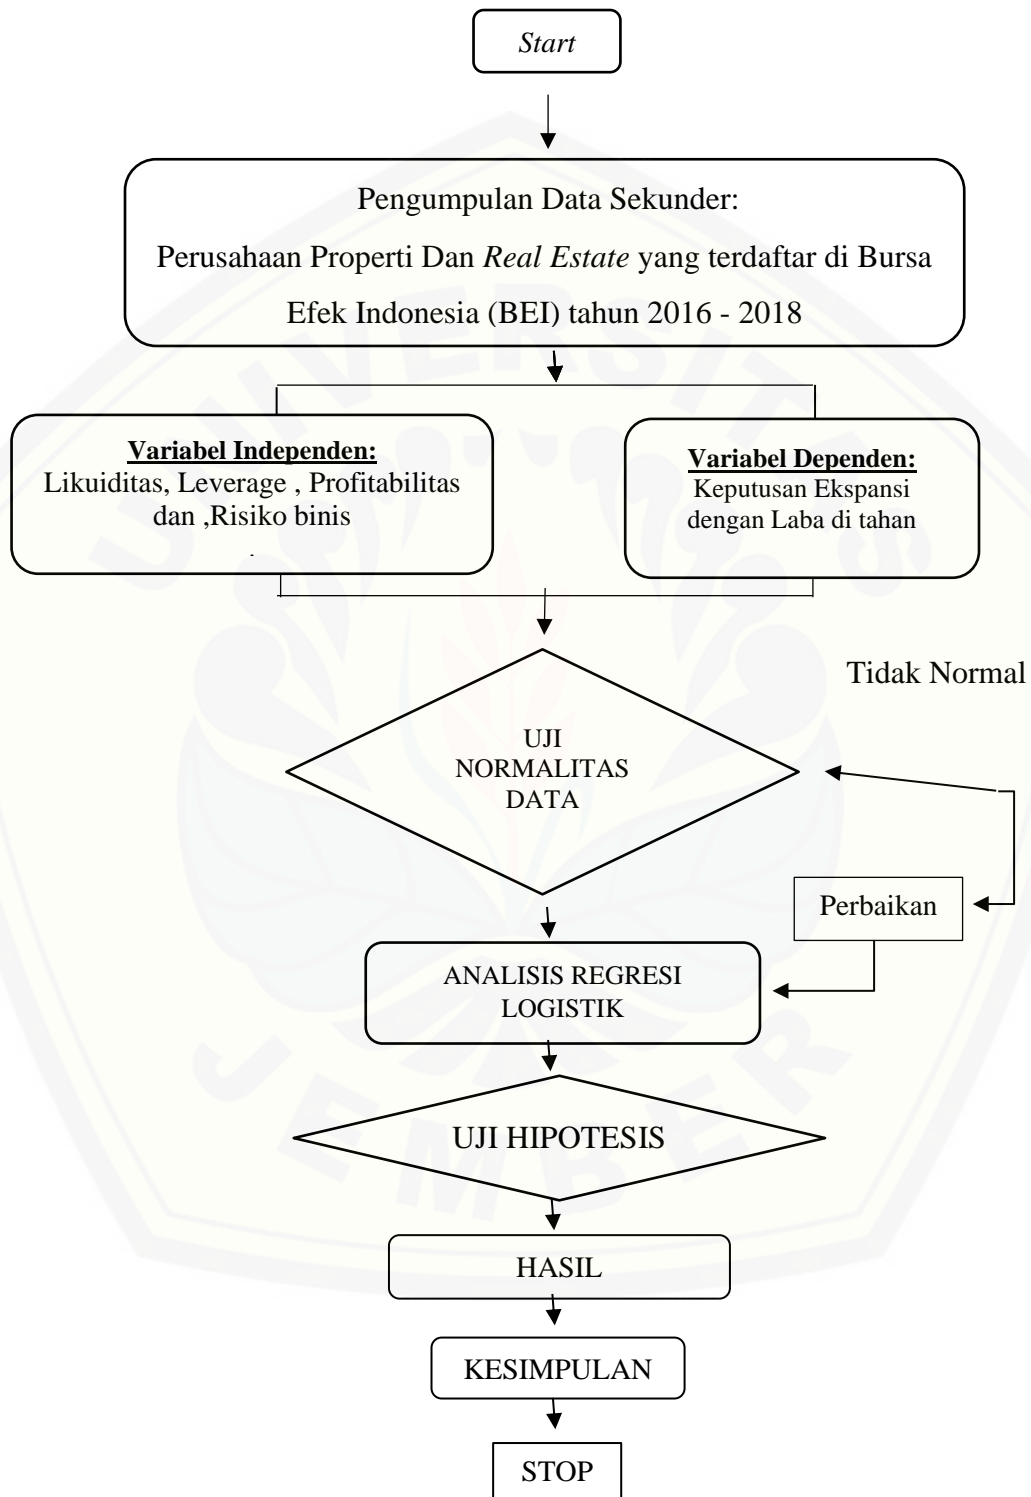 Start
Pengumpulan Data Sekunder:
Perusahaan Properti Dan Real Estate yang terdaftar di Bursa
Efek Indonesia (BEI) tahun 2016 - 2018
Variabel Independen:
Likuiditas, Leverage , Profitabilitas
dan ,Risiko binis
.
Variabel Dependen:
Keputusan Ekspansi
dengan Laba di tahan
Tidak Normal
UJI
NORMALITAS
DATA
Perbaikan
ANALISIS REGRESI
LOGISTIK
UJI HIPOTESIS
HASIL
KESIMPULAN
STOP
UNIVERSITAS
JEMBER